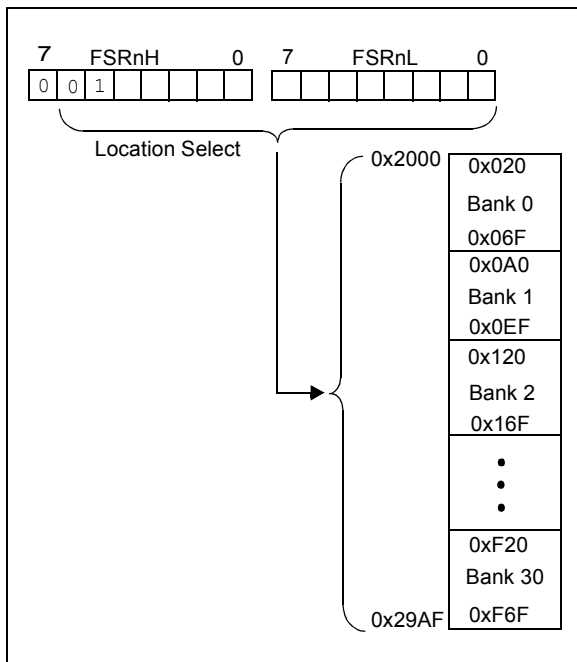 7 FSRnH 0 7 FSRnL 0
0 0 1
Location Select
0x2000
0x020
Bank 0
0x06F
0x0A0
Bank 1
0x0EF
0x120
Bank 2
0x16F
0xF20
Bank 30
0xF6F
0x29AF